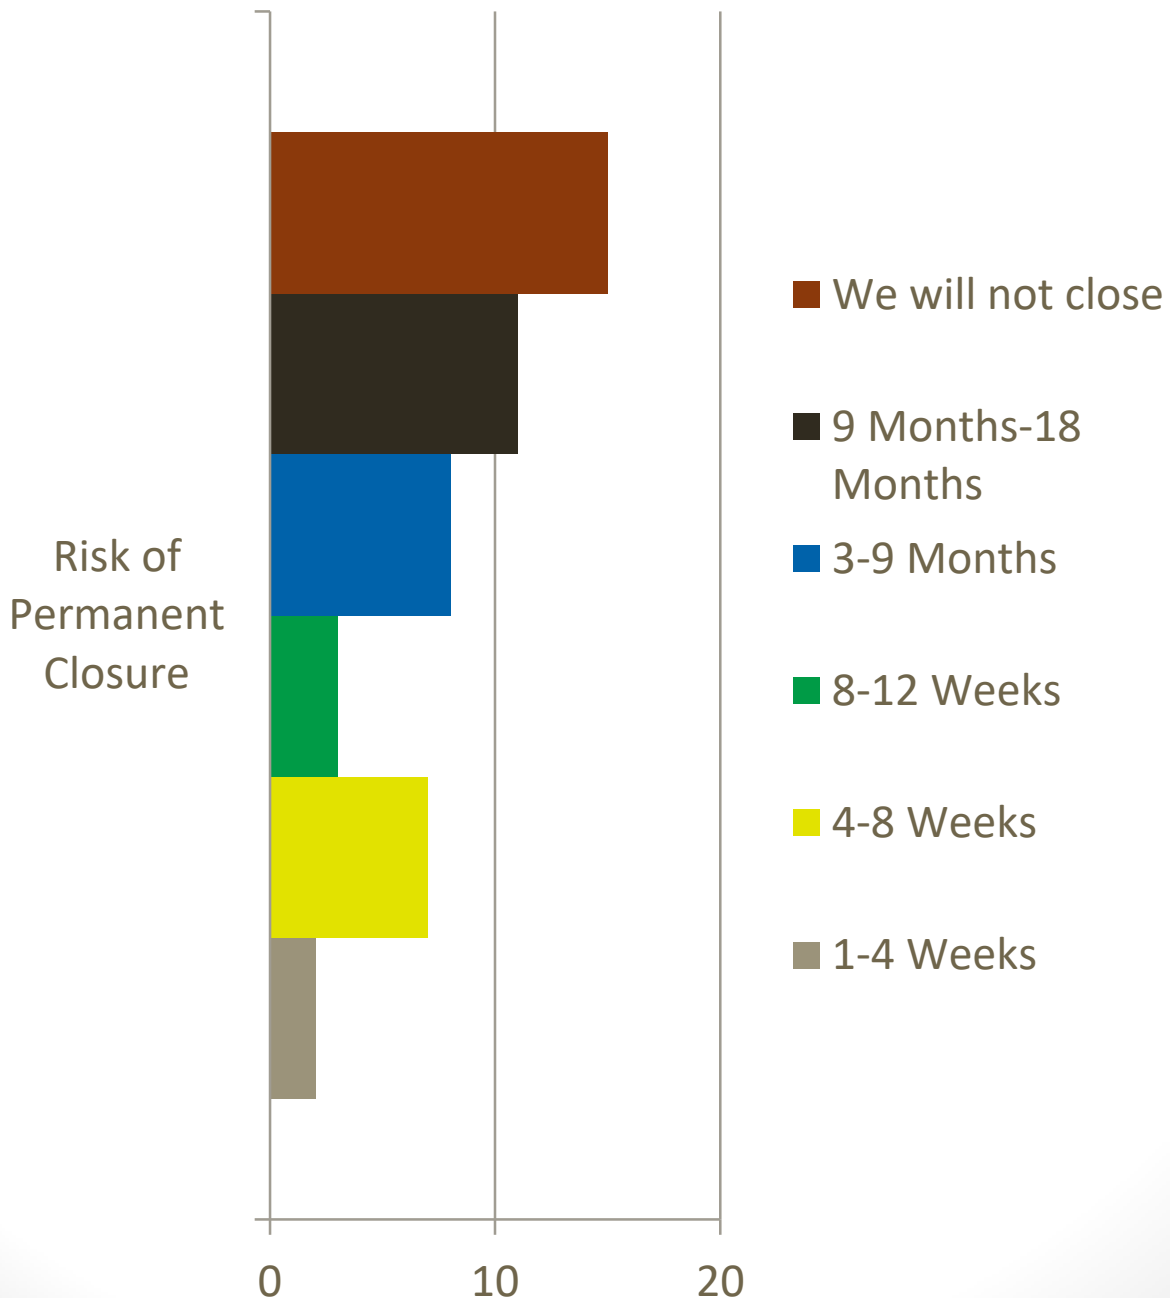 Risk of
Permanent
Closure
We will not close
9 Months-18
Months
3-9 Months
8-12 Weeks
4-8 Weeks
1-4 Weeks
0 10 20